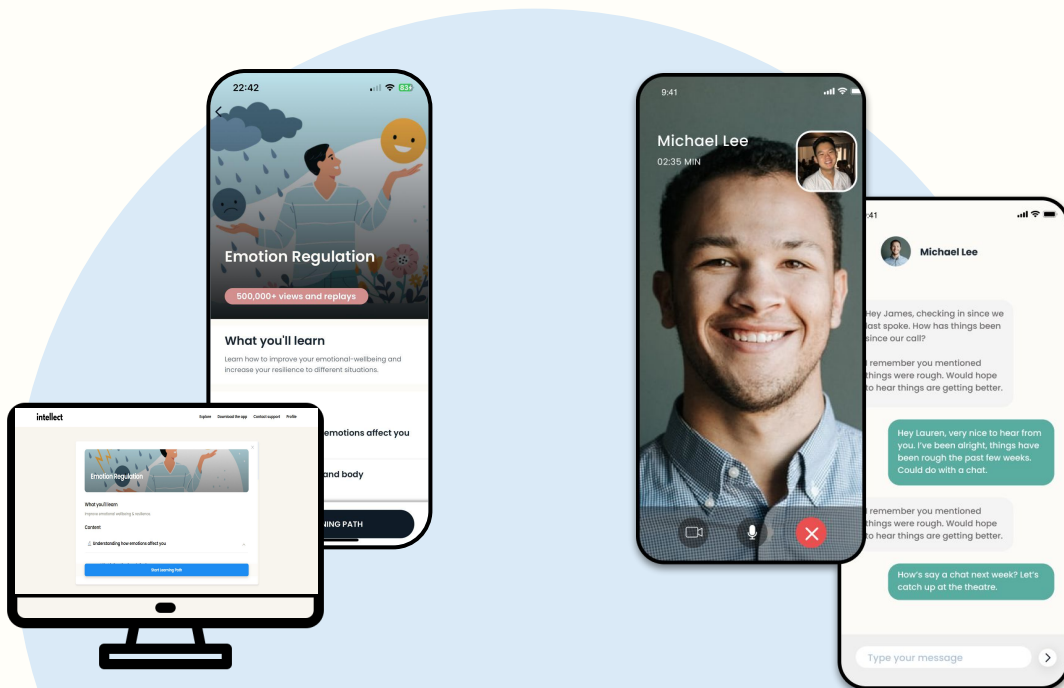 22:42
83+
Emotion Regulation
500,000+ views and replays
What you'll learn
Learn how to improve your emotional-wellbeing and
increase your resilience to different situations.
emotions affect you
and body
NING PATH
intellect
Explore Download the app Contact support Profile
Emotion Regulation
What you'll learn
Improve emotional wellbeing & resilience.
Content
Understanding how emotions affect you
Start Learning Path
9:41
Michael Lee
02:35 MIN
:41
Michael Lee
Hey James, checking in since we
last spoke. How has things been
since our call?
I remember you mentioned
things were rough. Would hope
to hear things are getting better.
Hey Lauren, very nice to hear from
you. I've been alright, things have
been rough the past few weeks.
Could do with a chat.
I remember you mentioned
things were rough. Would hope
to hear things are getting better.
How's say a chat next week? Let's
catch up at the theatre.
Type your message